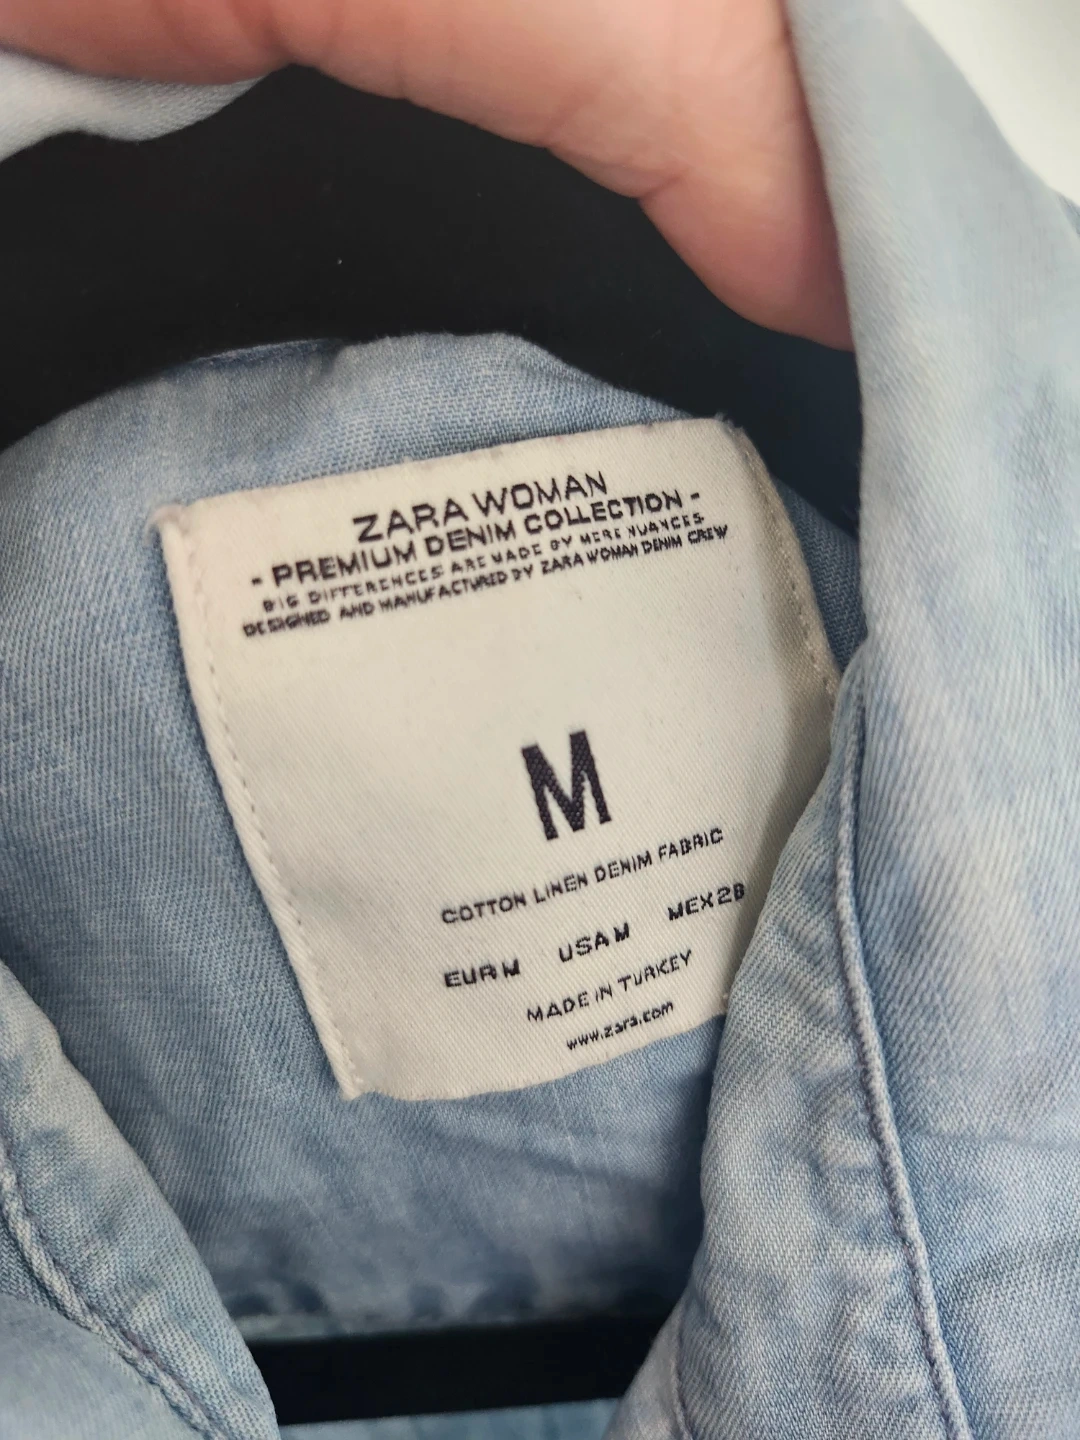 ZARA WOMAN
- PREMIUM DENIM COLLECTION -
BIG DIFFERENCES ARE MADE BY MERE NUANCES
DESIGNED AND MANUFACTURED BY ZARA WOMAN DENIM CREW
M
COTTON LINEN DENIM FABRIC
EUR M USA M MEX 28
MADE IN TURKEY
www.zara.com